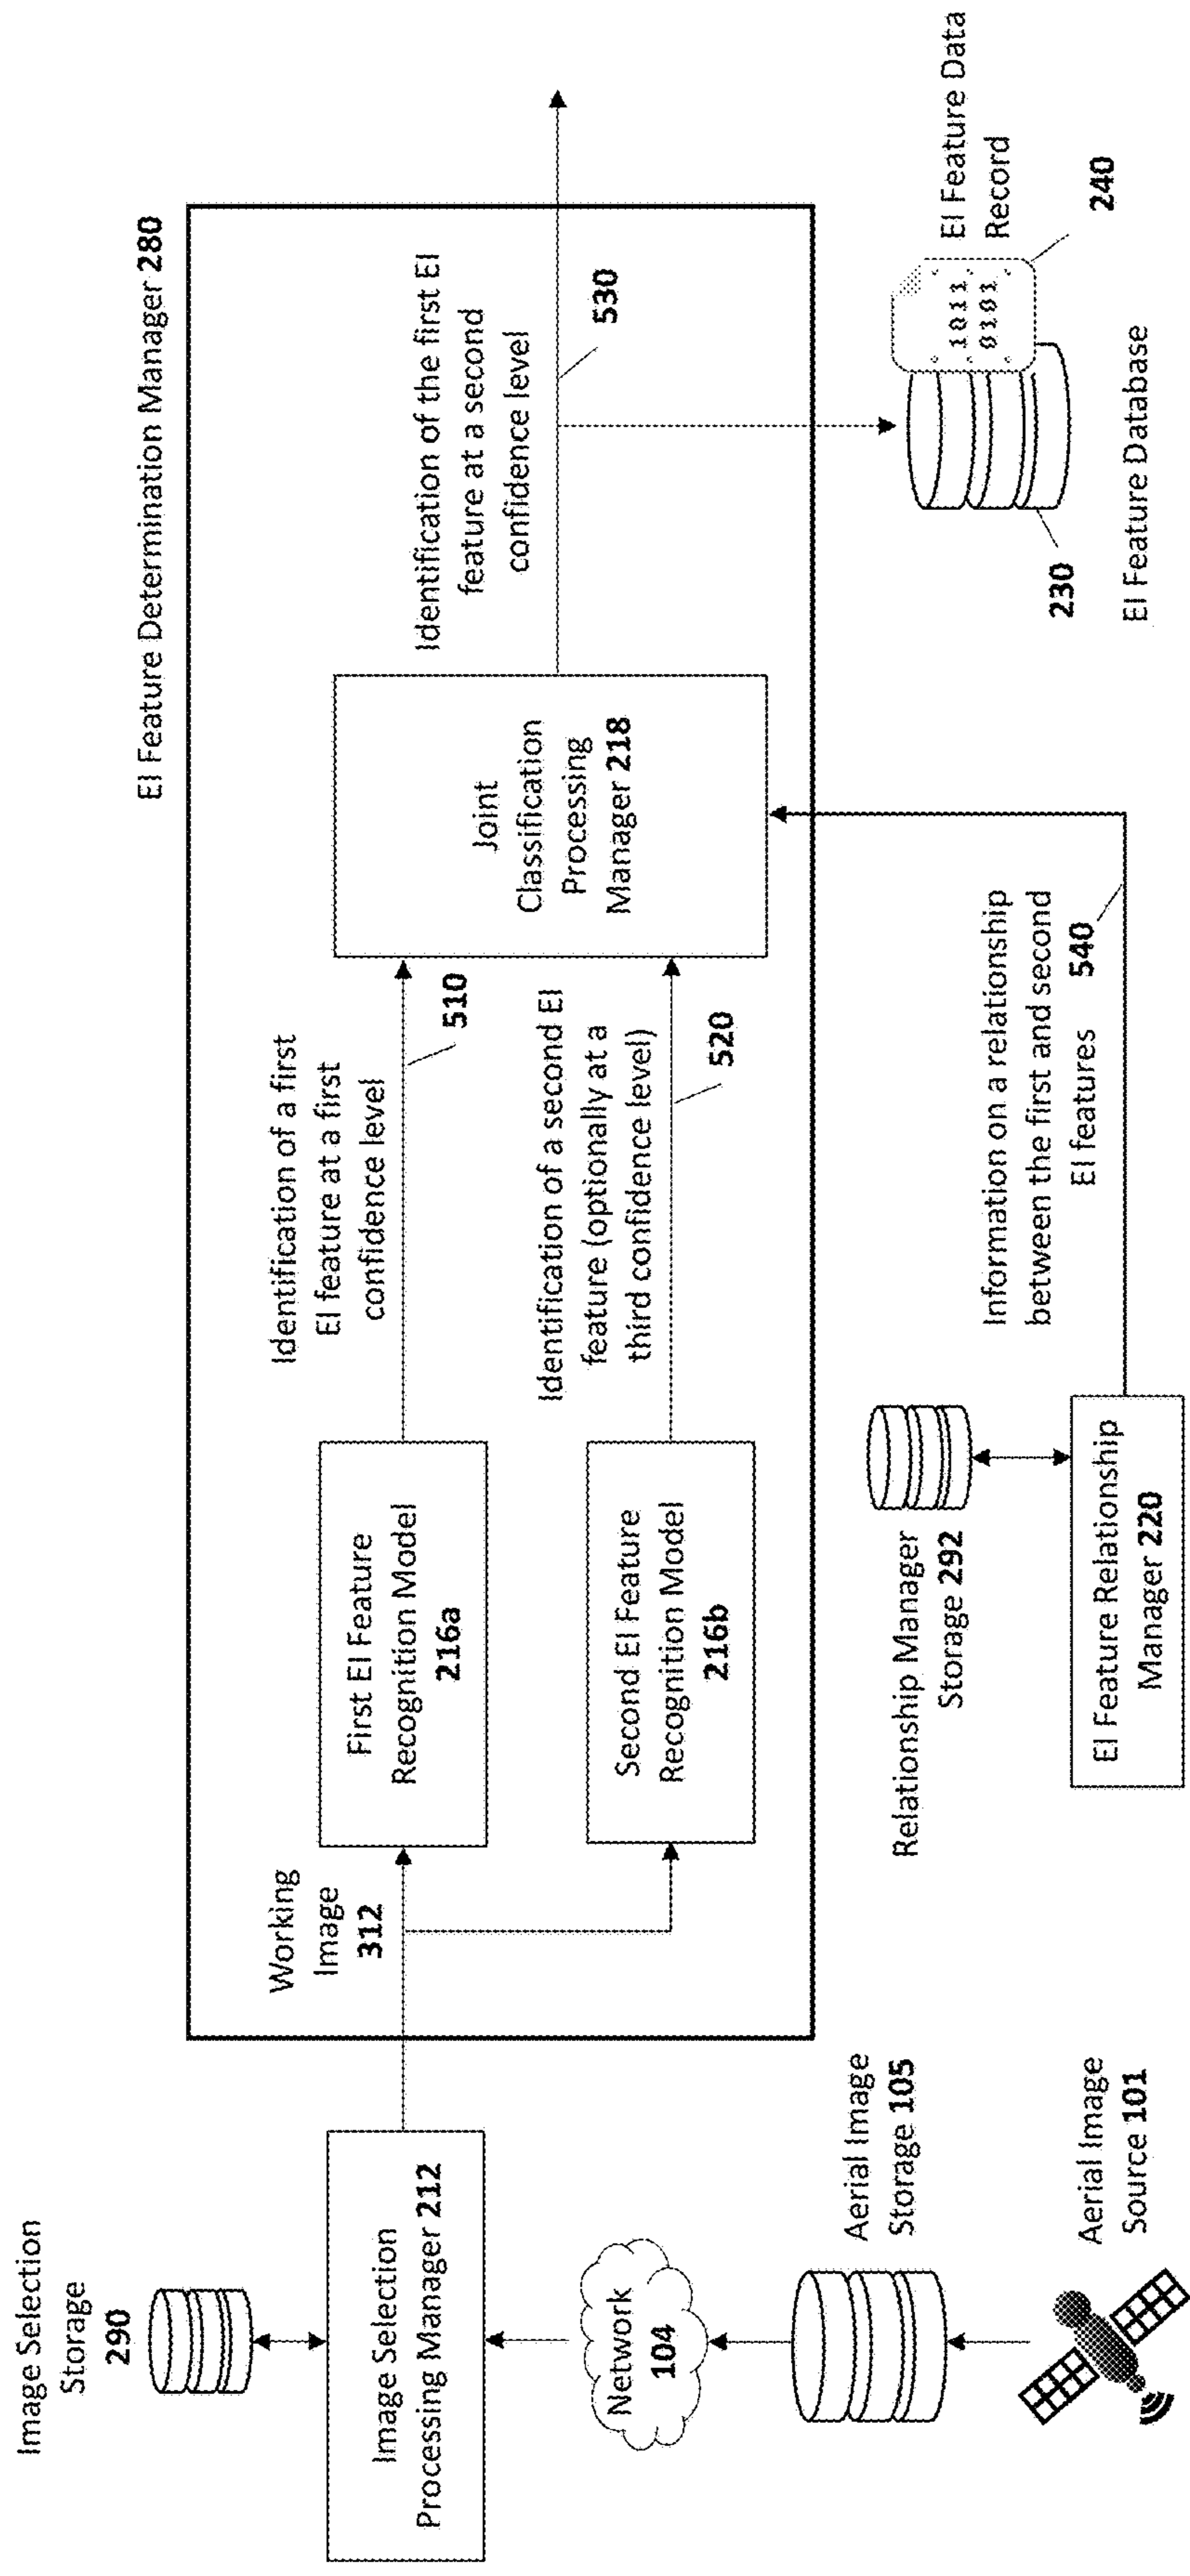 EI Feature Determination Manager 280
Image Selection
Storage
290
Image Selection
Processing Manager 212
Network
104
Aerial Image
Storage 105
Aerial Image
Source 101
Working
Image
312
First EI Feature
Recognition Model
216a
Second EI Feature
Recognition Model
216b
Identification of a first
EI feature at a first
confidence level
510
Identification of a second EI
feature (optionally at a
third confidence level)
520
Joint
Classification
Processing
Manager 218
Identification of the first EI
feature at a second
confidence level
530
Relationship Manager
Storage 292
EI Feature Relationship
Manager 220
Information on a relationship
between the first and second
EI features 540
230
EI Feature Database
1011
0101
EI Feature Data
Record
240